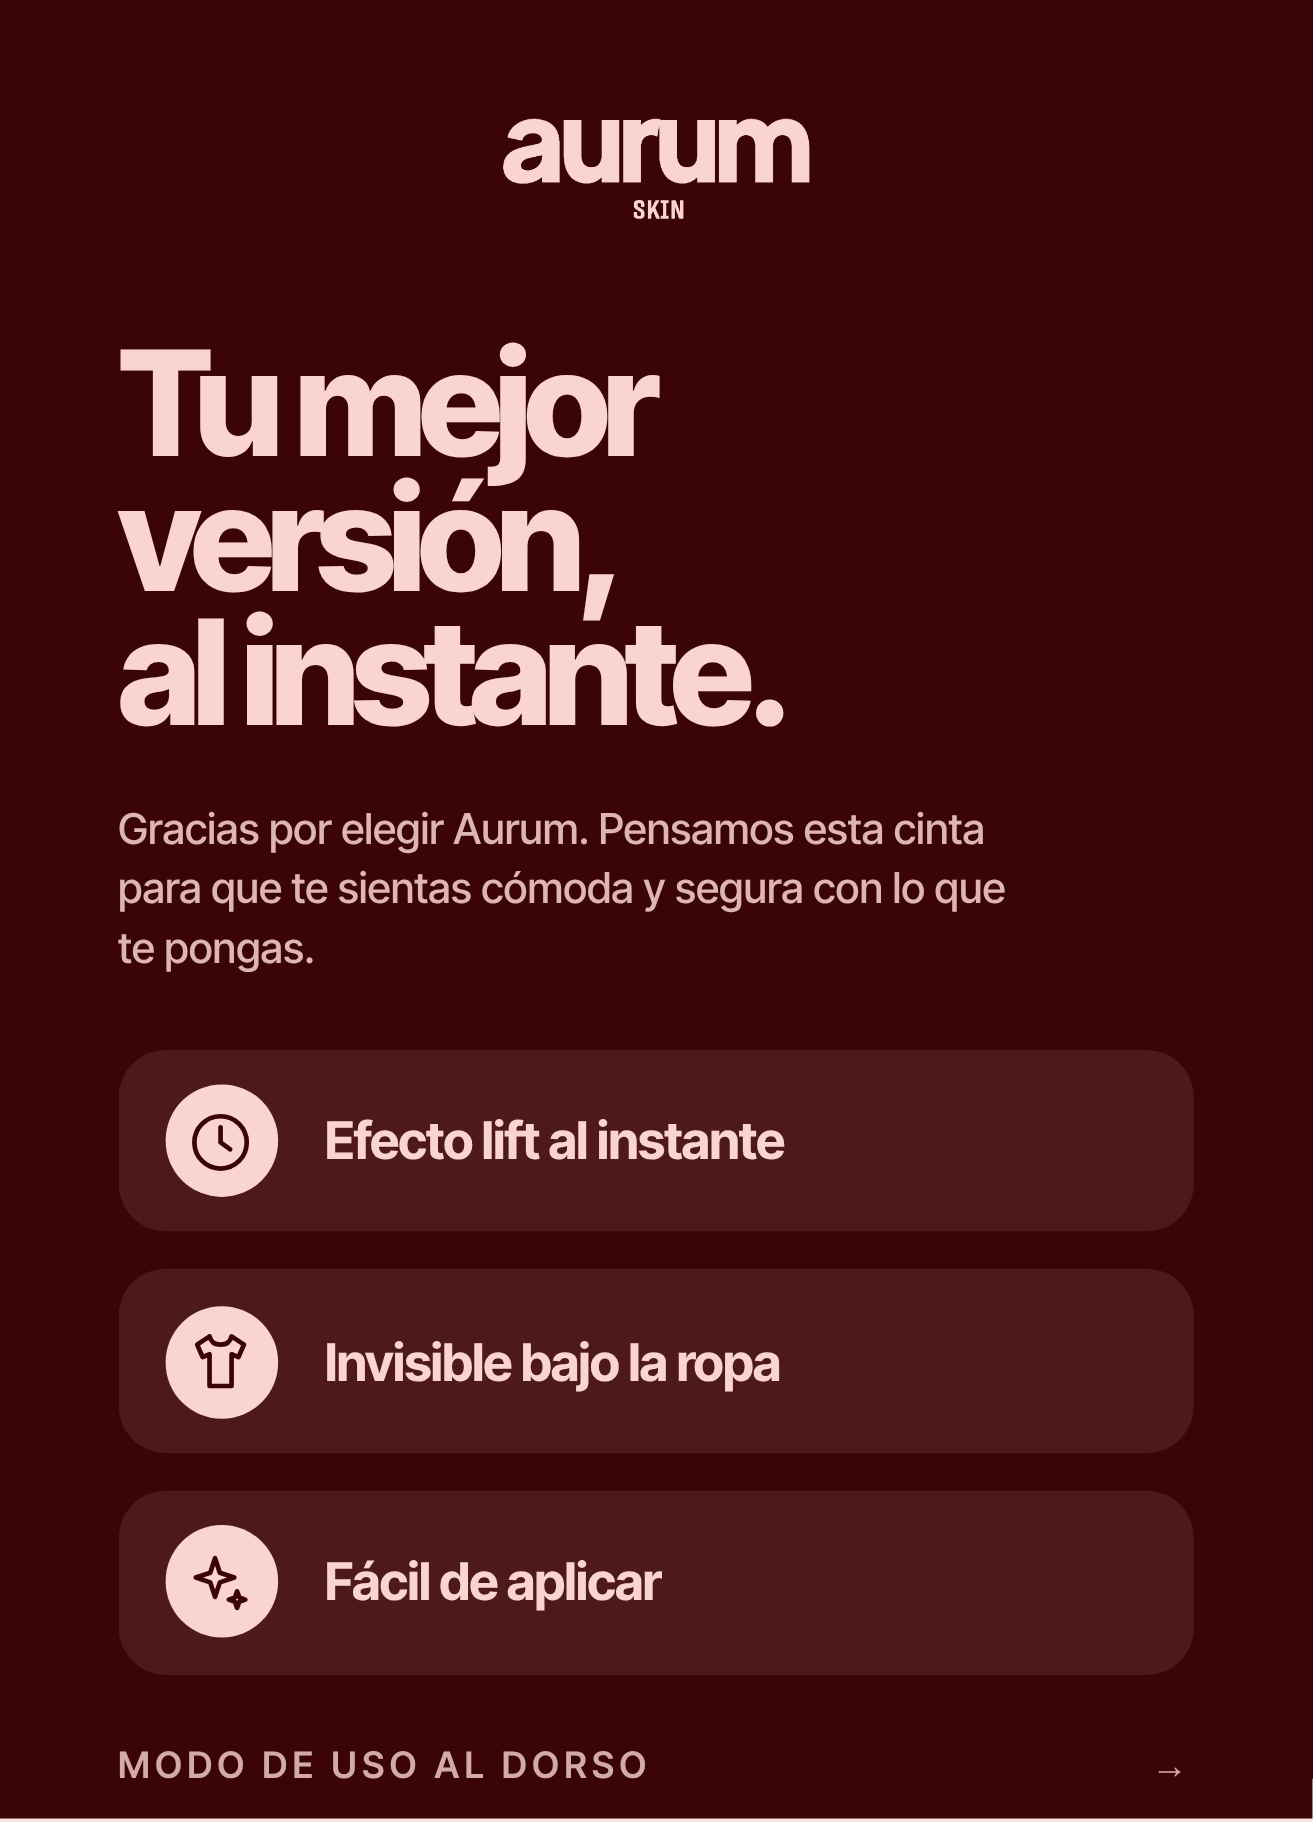 aurum
SKIN
Tu mejor
versión,
al instante.
Gracias por elegir Aurum. Pensamos esta cinta
para que te sientas cómoda y segura con lo que
te pongas.
Efecto lift al instante
Invisible bajo la ropa
Fácil de aplicar
MODO DE USO AL DORSO →